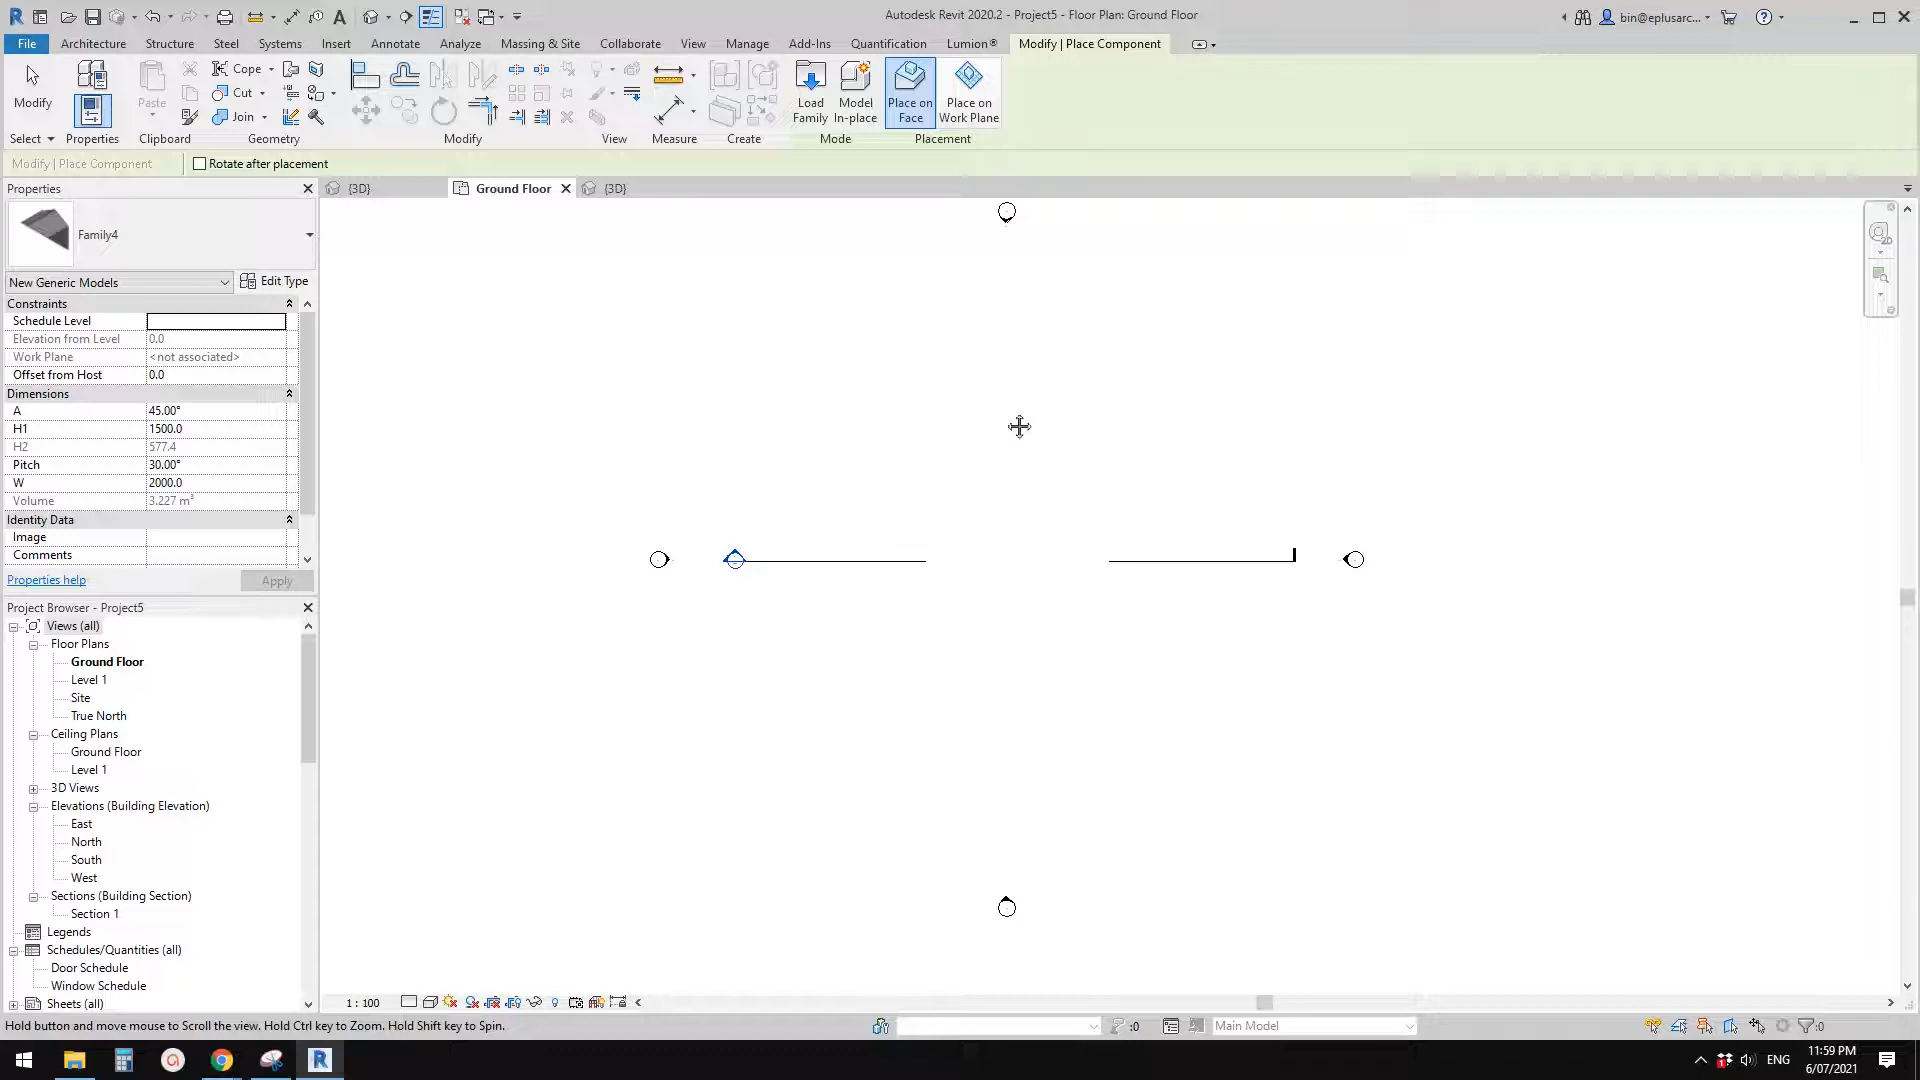 Autodesk Revit 2020.2 - Project5 - Floor Plan: Ground Floor
bin@eplusarc...
File Architecture Structure Steel Systems Insert Annotate Analyze Massing & Site Collaborate View Manage Add-Ins Quantification Lumion® Modify | Place Component
Modify
Paste
Cope
Cut
Join
Load Family
Model In-place
Place on Face
Place on Work Plane
Select Properties Clipboard Geometry Modify View Measure Create Mode Placement
Modify | Place Component Rotate after placement
Properties
{3D} Ground Floor {3D}
Family4
New Generic Models Edit Type
Constraints
Schedule Level
Elevation from Level 0.0
Work Plane <not associated>
Offset from Host 0.0
Dimensions
A 45.00°
H1 1500.0
H2 577.4
Pitch 30.00°
W 2000.0
Volume 3.227 m³
Identity Data
Image
Comments
Properties help Apply
Project Browser - Project5
Views (all)
Floor Plans
Ground Floor
Level 1
Site
True North
Ceiling Plans
Ground Floor
Level 1
3D Views
Elevations (Building Elevation)
East
North
South
West
Sections (Building Section)
Section 1
Legends
Schedules/Quantities (all)
Door Schedule
Window Schedule
Sheets (all)
2D
1 : 100
Hold button and move mouse to Scroll the view. Hold Ctrl key to Zoom. Hold Shift key to Spin.
:0
Main Model
:0
ENG
11:59 PM
6/07/2021